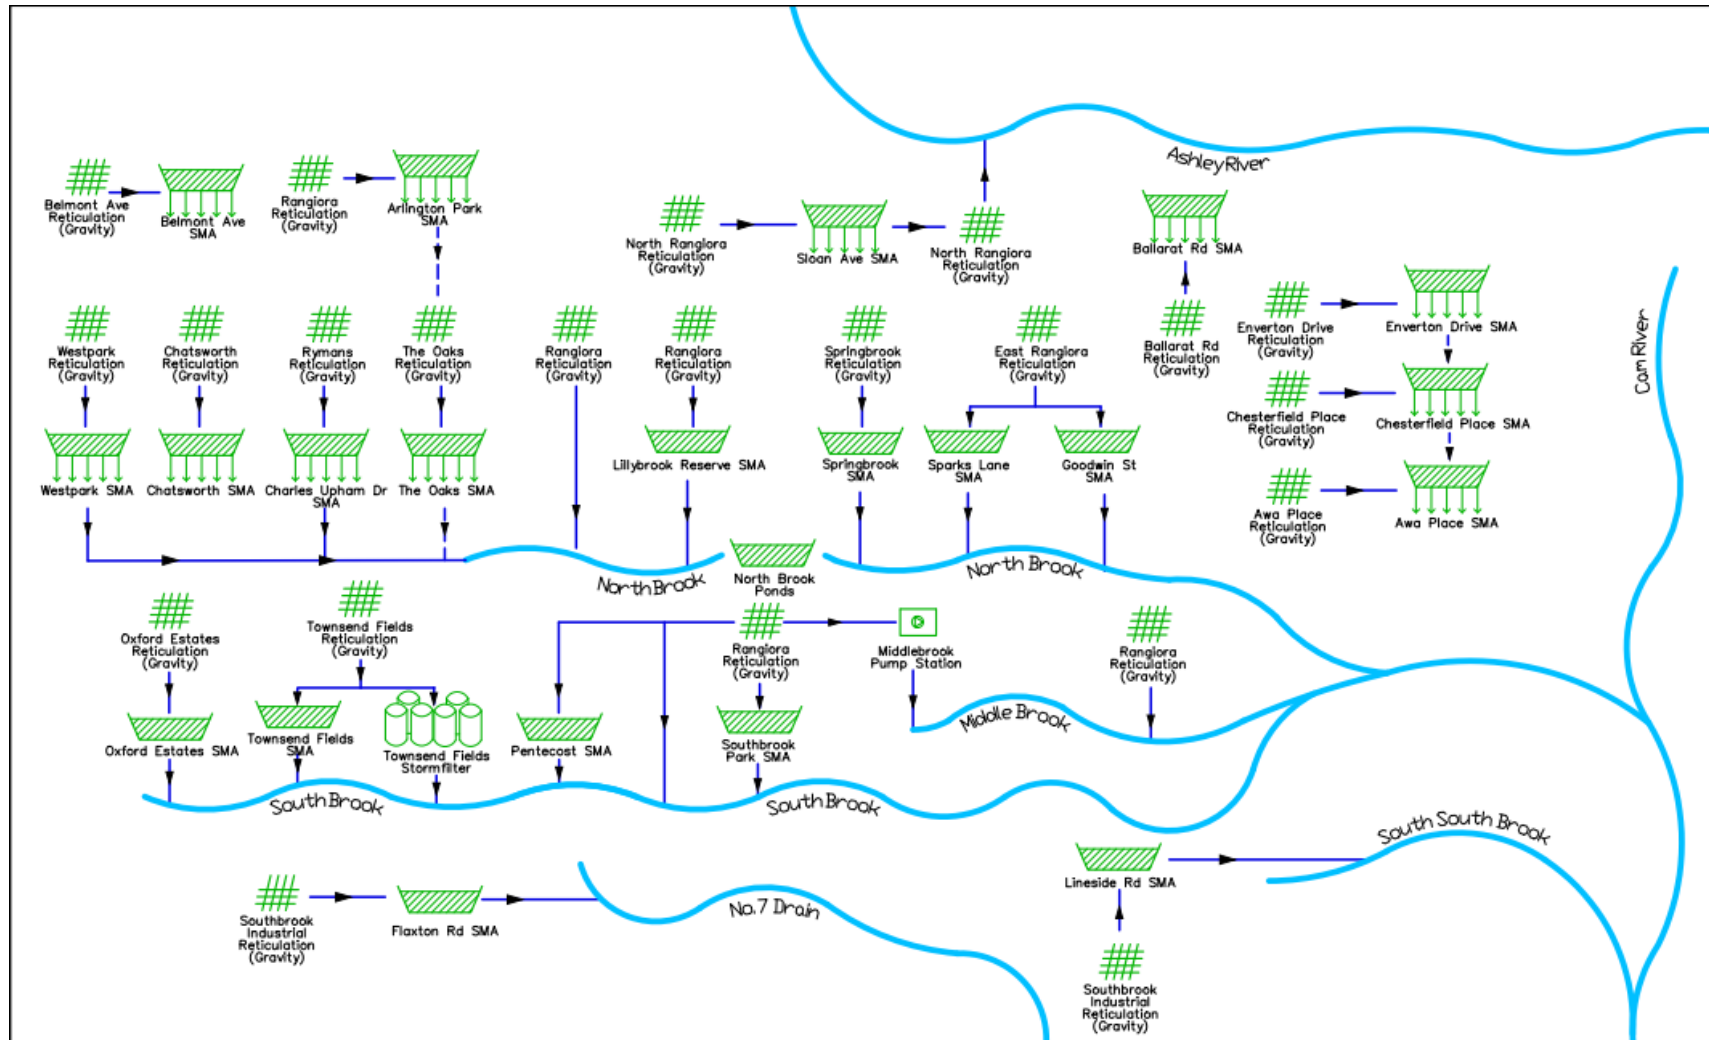 Ashley River
Belmont Ave
Reticulation
(Gravity)
Belmont Ave
SMA
Rangiora
Reticulation
(Gravity)
Arlington Park
SMA
North Rangiora
Reticulation
(Gravity)
Sloan Ave SMA
North Rangiora
Reticulation
(Gravity)
Ballarat Rd SMA
Ballarat Rd
Reticulation
(Gravity)
Enverton Drive
Reticulation
(Gravity)
Enverton Drive SMA
Cam River
Westpark
Reticulation
(Gravity)
Chatsworth
Reticulation
(Gravity)
Rymans
Reticulation
(Gravity)
The Oaks
Reticulation
(Gravity)
Rangiora
Reticulation
(Gravity)
Rangiora
Reticulation
(Gravity)
Springbrook
Reticulation
(Gravity)
East Rangiora
Reticulation
(Gravity)
Chesterfield Place
Reticulation
(Gravity)
Chesterfield Place SMA
Westpark SMA
Chatsworth SMA
Charles Upham Dr
SMA
The Oaks SMA
Lillybrook Reserve SMA
Springbrook
SMA
Sparks Lane
SMA
Goodwin St
SMA
Awa Place
Reticulation
(Gravity)
Awa Place SMA
North Brook
North Brook
Ponds
North Brook
Oxford Estates
Reticulation
(Gravity)
Townsend Fields
Reticulation
(Gravity)
Rangiora
Reticulation
(Gravity)
Middlebrook
Pump Station
Rangiora
Reticulation
(Gravity)
Middle Brook
Oxford Estates SMA
Townsend Fields
SMA
Townsend Fields
Stormfilter
Pentecost SMA
Southbrook
Park SMA
South Brook
South Brook
South South Brook
Lineside Rd SMA
Southbrook
Industrial
Reticulation
(Gravity)
Flaxton Rd SMA
No.7 Drain
Southbrook
Industrial
Reticulation
(Gravity)